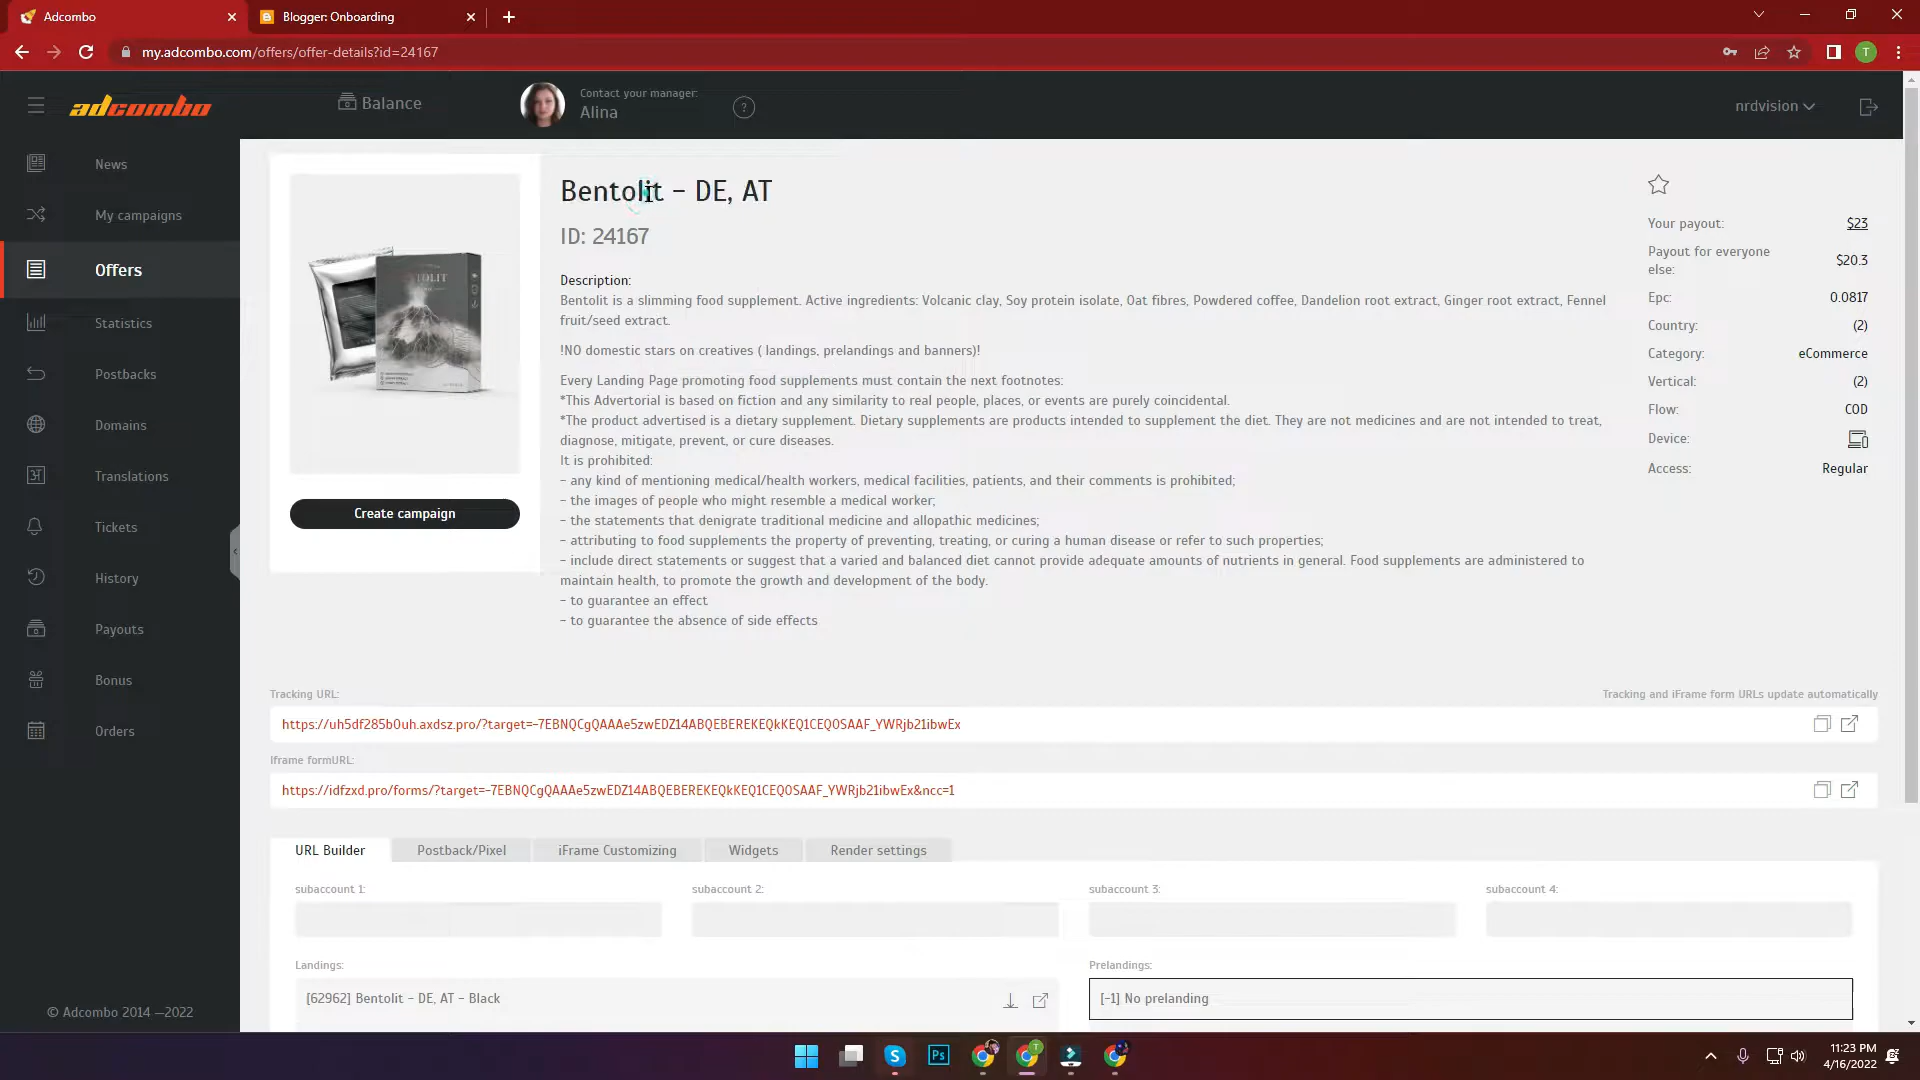 Adcombo
Blogger: Onboarding
my.adcombo.com/offers/offer-details?id=24167
T
adcombo
Balance
Contact your manager:
Alina
?
nrdvision
News
My campaigns
Offers
Statistics
Postbacks
Domains
Translations
Tickets
History
Payouts
Bonus
Orders
© Adcombo 2014 —2022
Create campaign
Bentolit - DE, AT
ID: 24167
Description:
Bentolit is a slimming food supplement. Active ingredients: Volcanic clay, Soy protein isolate, Oat fibres, Powdered coffee, Dandelion root extract, Ginger root extract, Fennel
fruit/seed extract.
!NO domestic stars on creatives ( landings, prelandings and banners)!
Every Landing Page promoting food supplements must contain the next footnotes:
*This Advertorial is based on fiction and any similarity to real people, places, or events are purely coincidental.
*The product advertised is a dietary supplement. Dietary supplements are products intended to supplement the diet. They are not medicines and are not intended to treat,
diagnose, mitigate, prevent, or cure diseases.
It is prohibited:
- any kind of mentioning medical/health workers, medical facilities, patients, and their comments is prohibited;
- the images of people who might resemble a medical worker;
- the statements that denigrate traditional medicine and allopathic medicines;
- attributing to food supplements the property of preventing, treating, or curing a human disease or refer to such properties;
- include direct statements or suggest that a varied and balanced diet cannot provide adequate amounts of nutrients in general. Food supplements are administered to
maintain health, to promote the growth and development of the body.
- to guarantee an effect
- to guarantee the absence of side effects
Your payout: $23
Payout for everyone
else: $20.3
Epc: 0.0817
Country: (2)
Category: eCommerce
Vertical: (2)
Flow: COD
Device:
Access: Regular
Tracking URL:
Tracking and iFrame form URLs update automatically
https://uh5df285b0uh.axdsz.pro/?target=-7EBNQCgQAAAe5zwEDZ14ABQEBEREKEQkKEQ1CEQ0SAAF_YWRjb21ibwEx
Iframe formURL:
https://idfzxd.pro/forms/?target=-7EBNQCgQAAAe5zwEDZ14ABQEBEREKEQkKEQ1CEQ0SAAF_YWRjb21ibwEx&ncc=1
URL Builder
Postback/Pixel
iFrame Customizing
Widgets
Render settings
subaccount 1:
subaccount 2:
subaccount 3:
subaccount 4:
Landings:
Prelandings:
[62962] Bentolit - DE, AT - Black
[-1] No prelanding
Ps
T
11:23 PM
4/16/2022